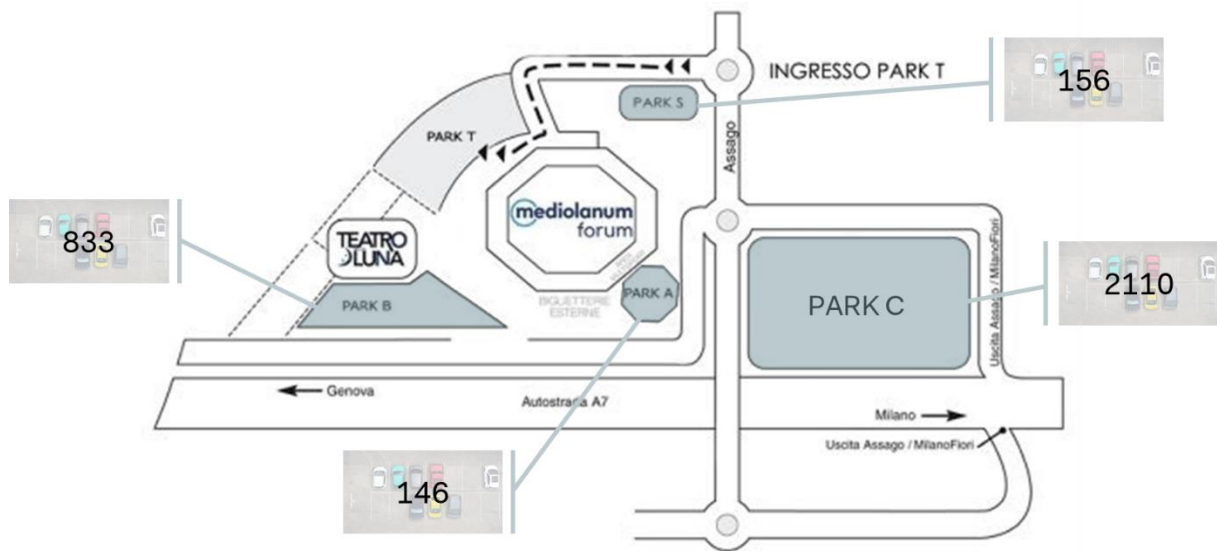 INGRESSO PARK T
156
PARK S
PARK T
Assago
833
mediolanum
forum
TEATRO
LUNA
Uscita Assago / MilanoFiori
2110
PARK C
PARK A
PARK B
BIGLIETTERIE
ESTERNE
Genova
Autostrada A7
Milano
Uscita Assago / MilanoFiori
146
Assago